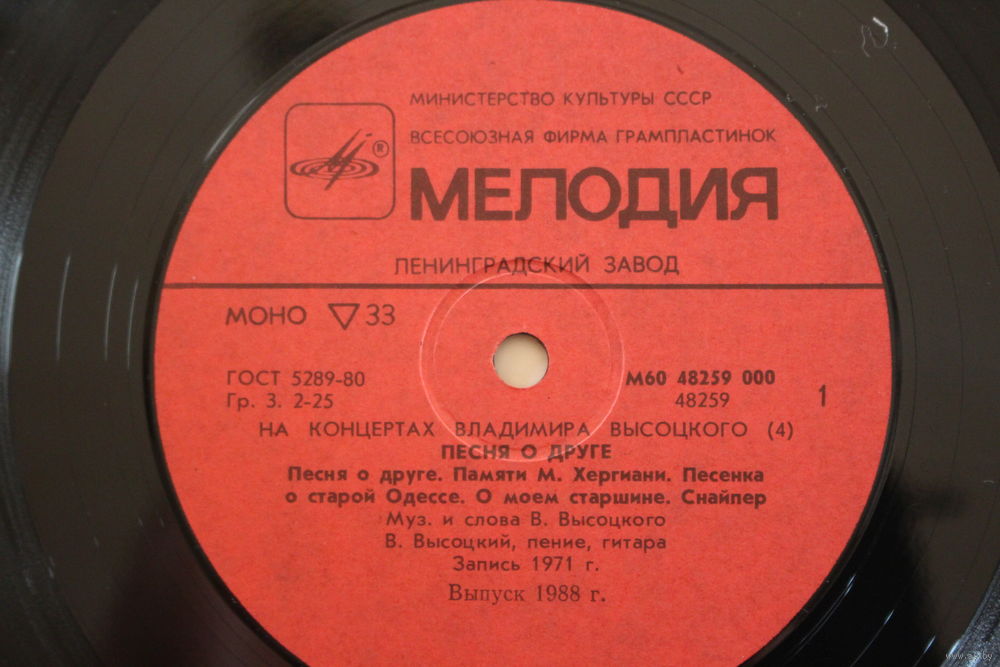 МИНИСТЕРСТВО КУЛЬТУРЫ СССР
ВСЕСОЮЗНАЯ ФИРМА ГРАМПЛАСТИНОК
®
МЕЛОДИЯ
ЛЕНИНГРАДСКИЙ ЗАВОД
МОНО ▽ 33
ГОСТ 5289-80
Гр. 3. 2-25
М60 48259 000
48259
1
НА КОНЦЕРТАХ ВЛАДИМИРА ВЫСОЦКОГО (4)
ПЕСНЯ О ДРУГЕ
Песня о друге. Памяти М. Хергиани. Песенка
о старой Одессе. О моем старшине. Снайпер
Муз. и слова В. Высоцкого
В. Высоцкий, пение, гитара
Запись 1971 г.
Выпуск 1988 г.